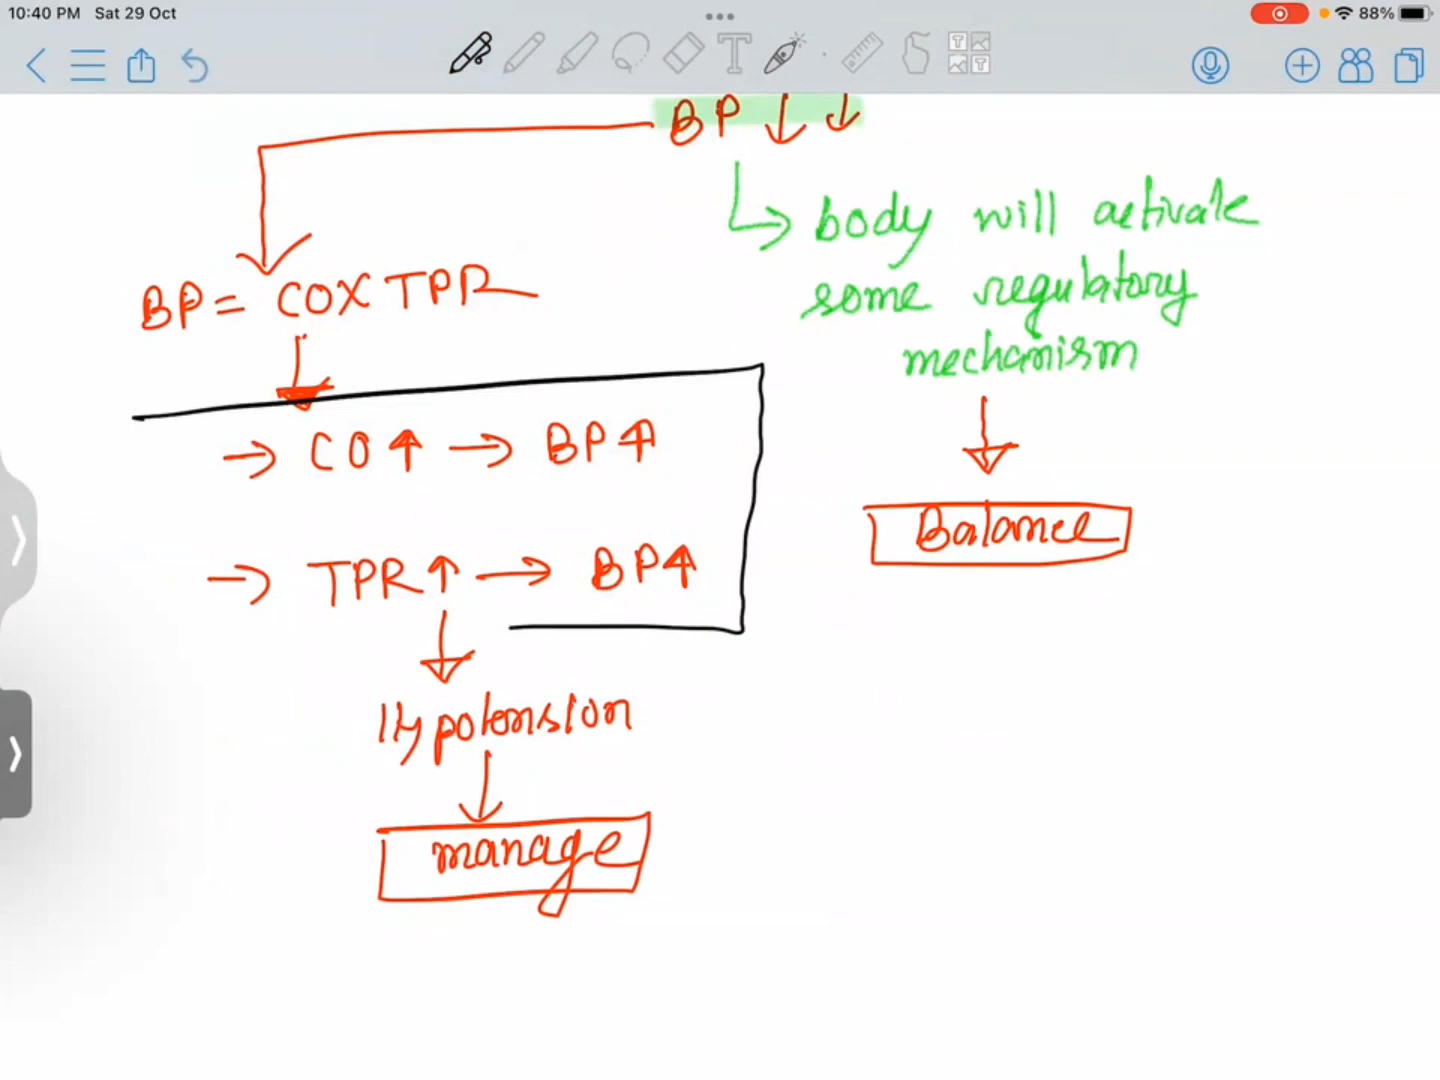 10:40 PM Sat 29 Oct
88%
BP ↓ ↓
→ body will activate
some regulatory
mechanism
Balance
BP = CO X TPR
→ CO ↑ → BP ↑
→ TPR ↑ → BP ↑
Hypotension
manage